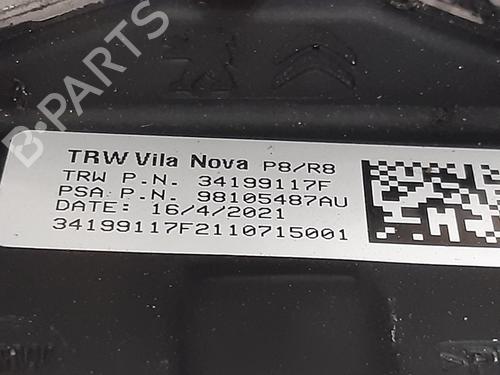 B-PARTS
TRW Vila Nova P8/R8
TRW P.N. 34199117F
PSA P.N. 98105487AU
DATE: 16/4/2021
34199117F2110715001